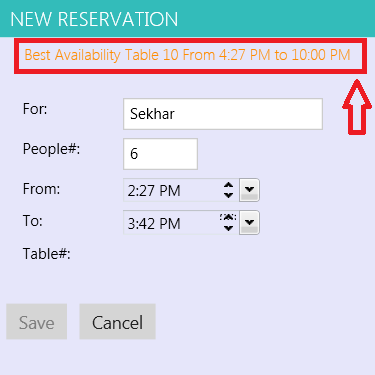 NEW RESERVATION
Best Availability Table 10 From 4:27 PM to 10:00 PM
For: Sekhar
People#: 6
From: 2:27 PM
To: 3:42 PM
Table#:
Save Cancel